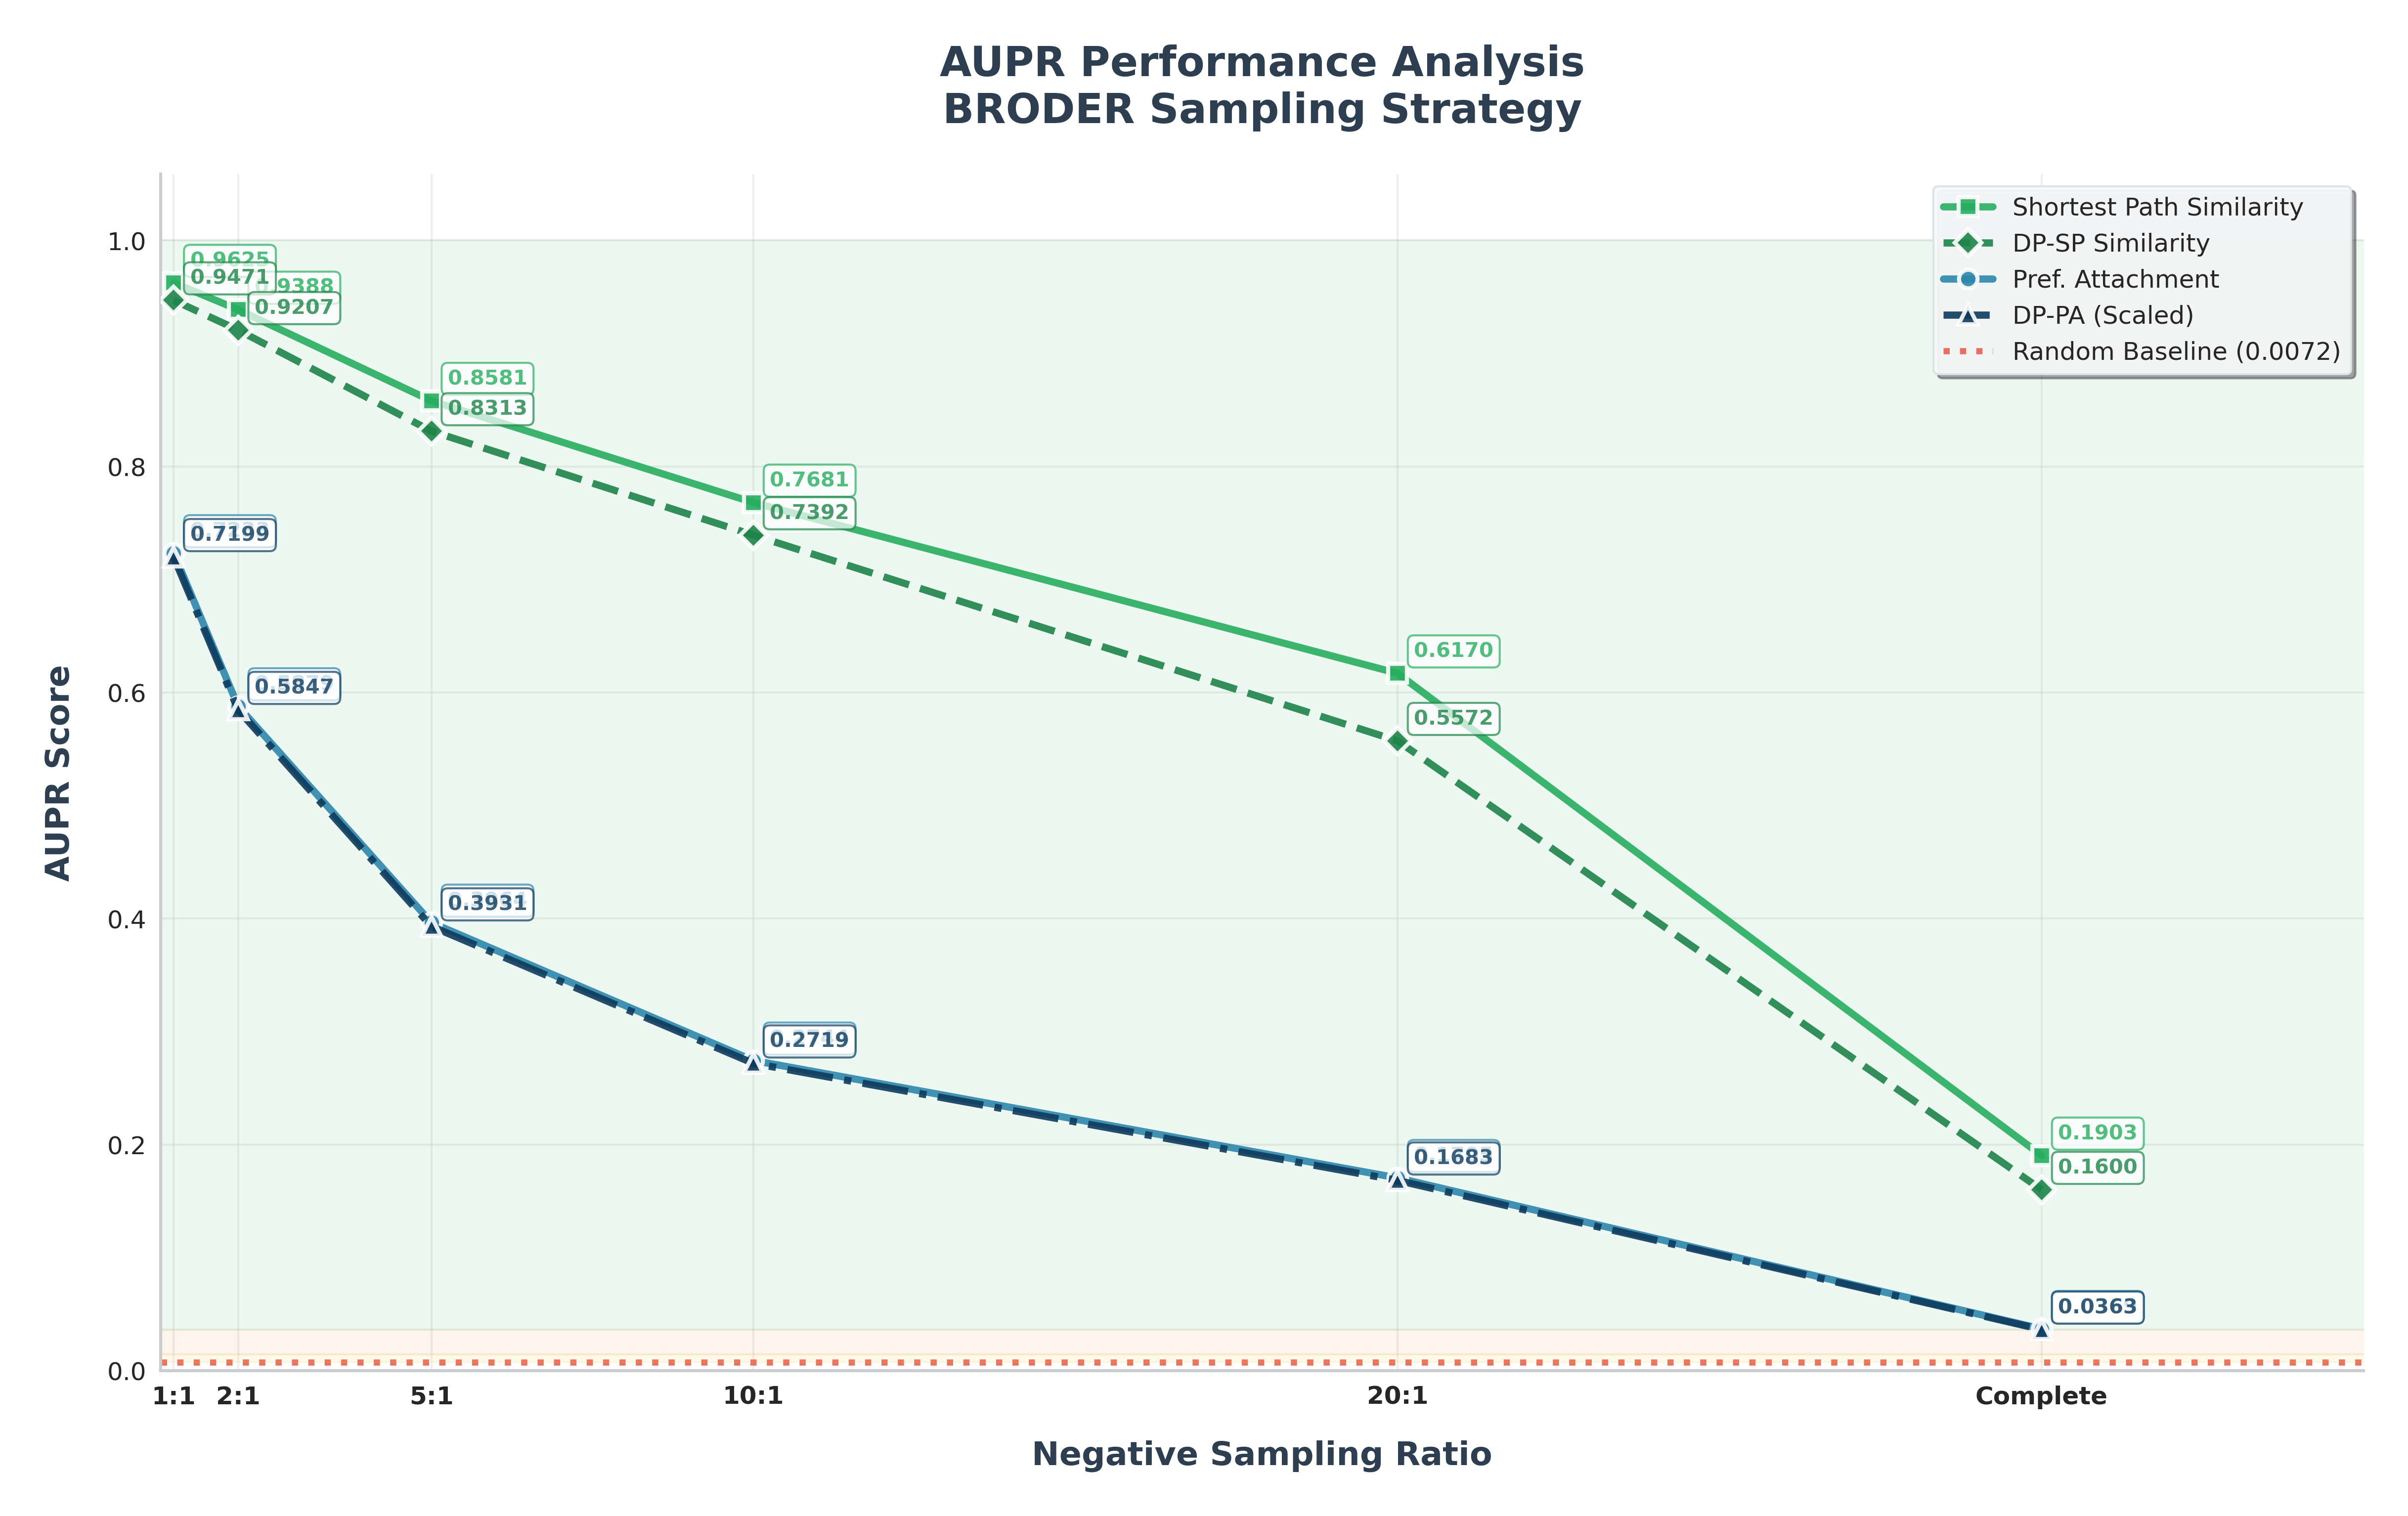 AUPR Performance Analysis
BRODER Sampling Strategy
Shortest Path Similarity
DP-SP Similarity
Pref. Attachment
DP-PA (Scaled)
Random Baseline (0.0072)
AUPR Score
1.0
0.8
0.6
0.4
0.2
0.0
0.9625
0.9471
0.9388
0.9207
0.8581
0.8313
0.7681
0.7392
0.7199
0.6170
0.5847
0.5572
0.3931
0.2719
0.1683
0.1903
0.1600
0.0363
1:1 2:1 5:1 10:1 20:1 Complete
Negative Sampling Ratio